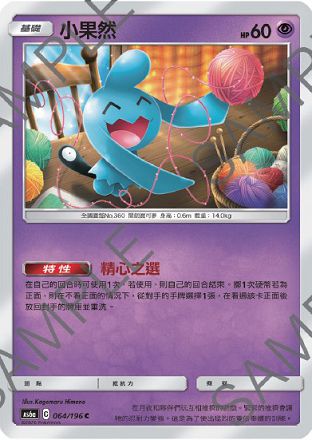 基礎 小果然 HP 60
全國圖鑑No.360 開朗寶可夢 身高:0.6m 體重:14.0kg
特性 精心之選
在自己的回合時可使用1次,若使用,則自己的回合結束。擲1次硬幣若為
正面,則在不看正面的情況下,從對手的手牌選擇1張,在看過該卡正面後
放回對手的牌庫並重洗。
弱點 抵抗力 撤退
Illus.Kagemaru Himeno
064/196 C
SAMPLE